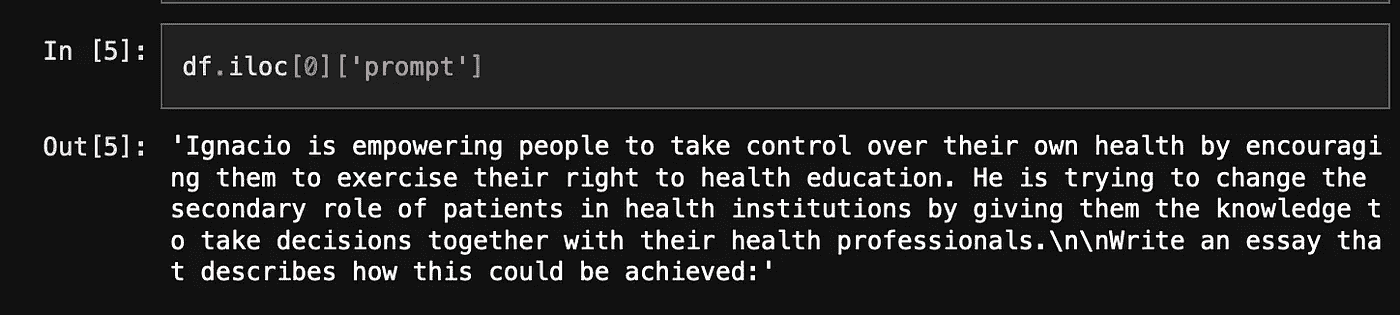 In [5]: df.iloc[0]['prompt']
Out[5]: 'Ignacio is empowering people to take control over their own health by encouragi
ng them to exercise their right to health education. He is trying to change the
secondary role of patients in health institutions by giving them the knowledge t
o take decisions together with their health professionals.\n\nWrite an essay tha
t describes how this could be achieved:'